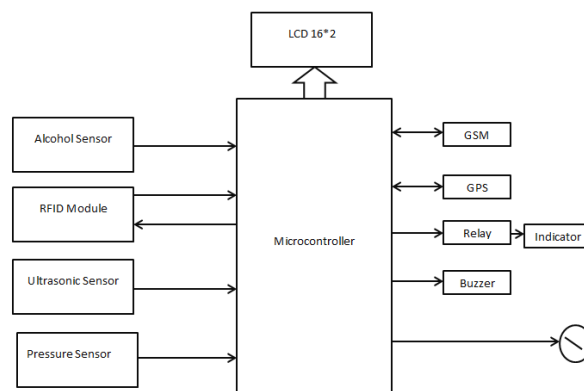 LCD 16*2
Alcohol Sensor
GSM
RFID Module
GPS
Microcontroller
Relay
Indicator
Ultrasonic Sensor
Buzzer
Pressure Sensor